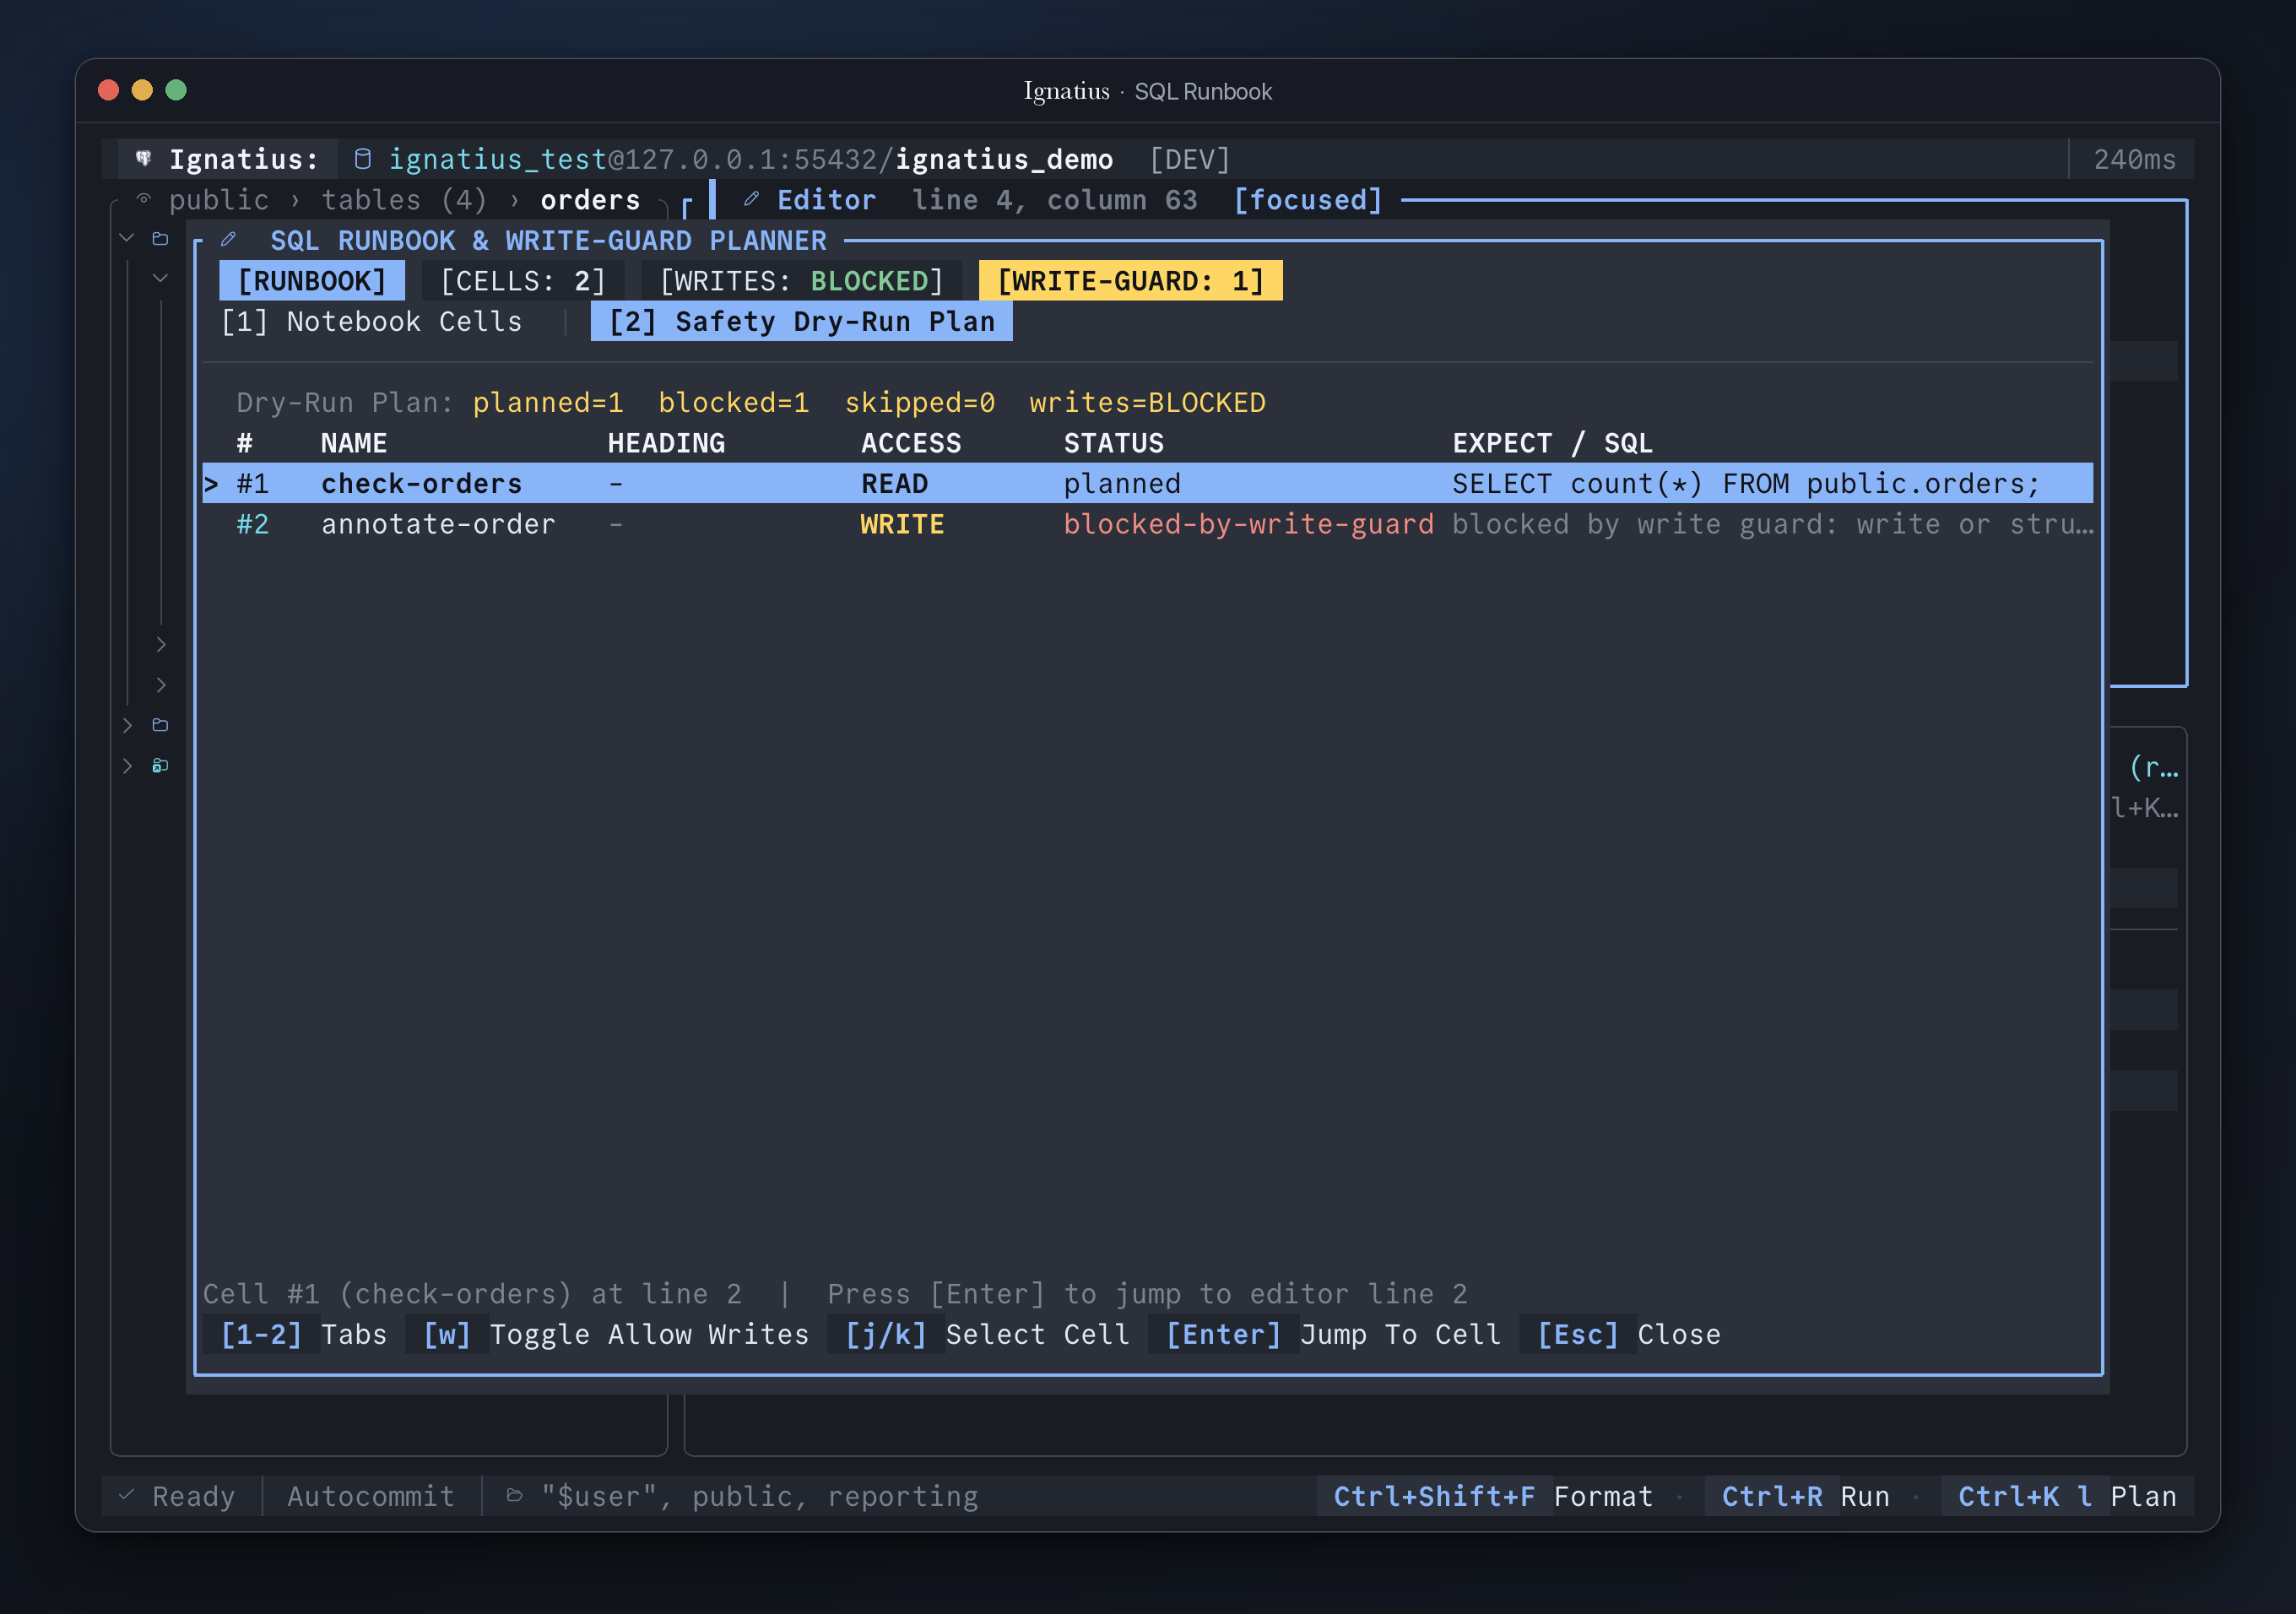 Ignatius · SQL Runbook
Ignatius: ignatius_test@127.0.0.1:55432/ignatius_demo [DEV] 240ms
public › tables (4) › orders Editor line 4, column 63 [focused]
SQL RUNBOOK & WRITE-GUARD PLANNER
[RUNBOOK] [CELLS: 2] [WRITES: BLOCKED] [WRITE-GUARD: 1]
[1] Notebook Cells | [2] Safety Dry-Run Plan
Dry-Run Plan: planned=1 blocked=1 skipped=0 writes=BLOCKED
# NAME HEADING ACCESS STATUS EXPECT / SQL
> #1 check-orders - READ planned SELECT count(*) FROM public.orders;
#2 annotate-order - WRITE blocked-by-write-guard blocked by write guard: write or stru…
(r…
l+K…
Cell #1 (check-orders) at line 2 | Press [Enter] to jump to editor line 2
[1-2] Tabs [w] Toggle Allow Writes [j/k] Select Cell [Enter] Jump To Cell [Esc] Close
Ready Autocommit "$user", public, reporting Ctrl+Shift+F Format · Ctrl+R Run · Ctrl+K l Plan